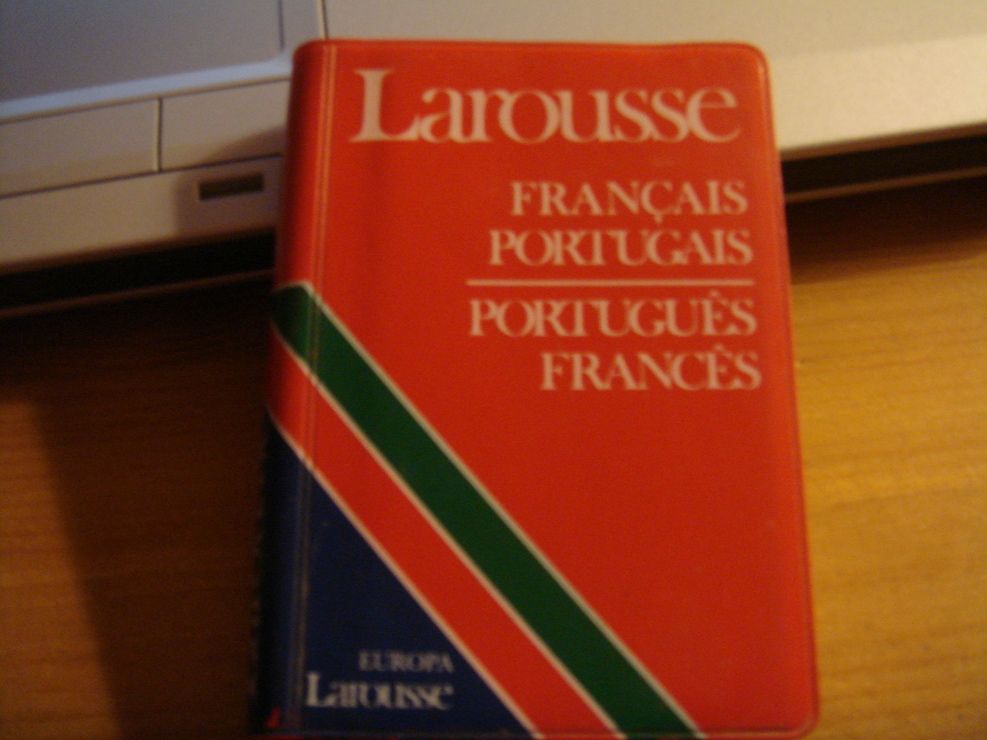 Larousse
FRANÇAIS
PORTUGAIS
PORTUGUÊS
FRANCÊS
EUROPA
Larousse